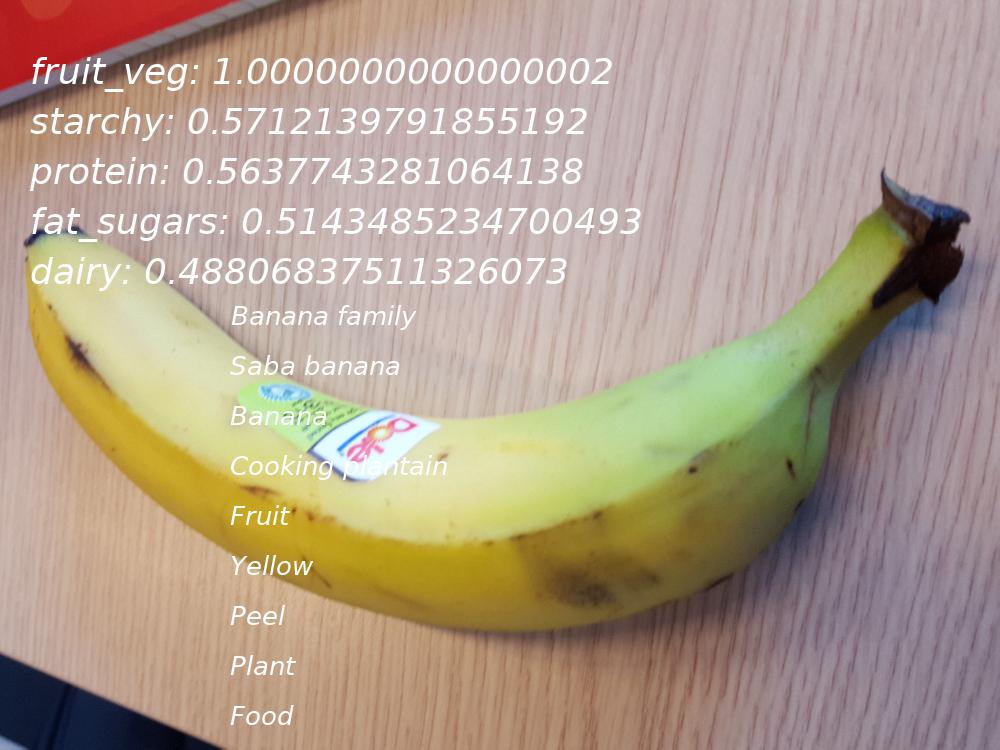 fruit_veg: 1.0000000000000002
starchy: 0.5712139791855192
protein: 0.5637743281064138
fat_sugars: 0.5143485234700493
dairy: 0.48806837511326073
Banana family
Saba banana
Banana
Cooking plantain
Dole
Fruit
Yellow
Peel
Plant
Food